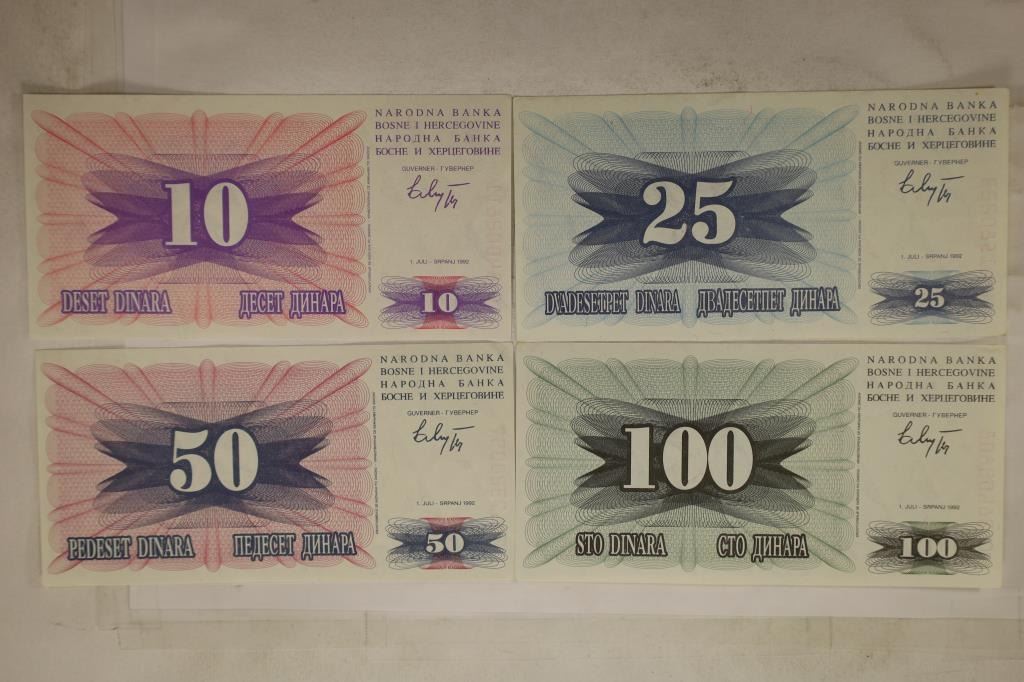 NARODNA BANKA
BOSNE I HERCEGOVINE
НАРОДНА БАНКА
БОСНЕ И ХЕРЦЕГОВИНЕ
GUVERNER - ГУВЕРНЕР
10
1. JULI - SRPANJ 1992
DESET DINARA ДЕСЕТ ДИНАРА
10
NARODNA BANKA
BOSNE I HERCEGOVINE
НАРОДНА БАНКА
БОСНЕ И ХЕРЦЕГОВИНЕ
GUVERNER - ГУВЕРНЕР
25
1. JULI - SRPANJ 1992
DVADESETPET DINARA ДВАДЕСЕТПЕТ ДИНАРА
25
NARODNA BANKA
BOSNE I HERCEGOVINE
НАРОДНА БАНКА
БОСНЕ И ХЕРЦЕГОВИНЕ
GUVERNER - ГУВЕРНЕР
50
1. JULI - SRPANJ 1992
PEDESET DINARA ПЕДЕСЕТ ДИНАРА
50
NARODNA BANKA
BOSNE I HERCEGOVINE
НАРОДНА БАНКА
БОСНЕ И ХЕРЦЕГОВИНЕ
GUVERNER - ГУВЕРНЕР
100
1. JULI - SRPANJ 1992
STO DINARA СТО ДИНАРА
100